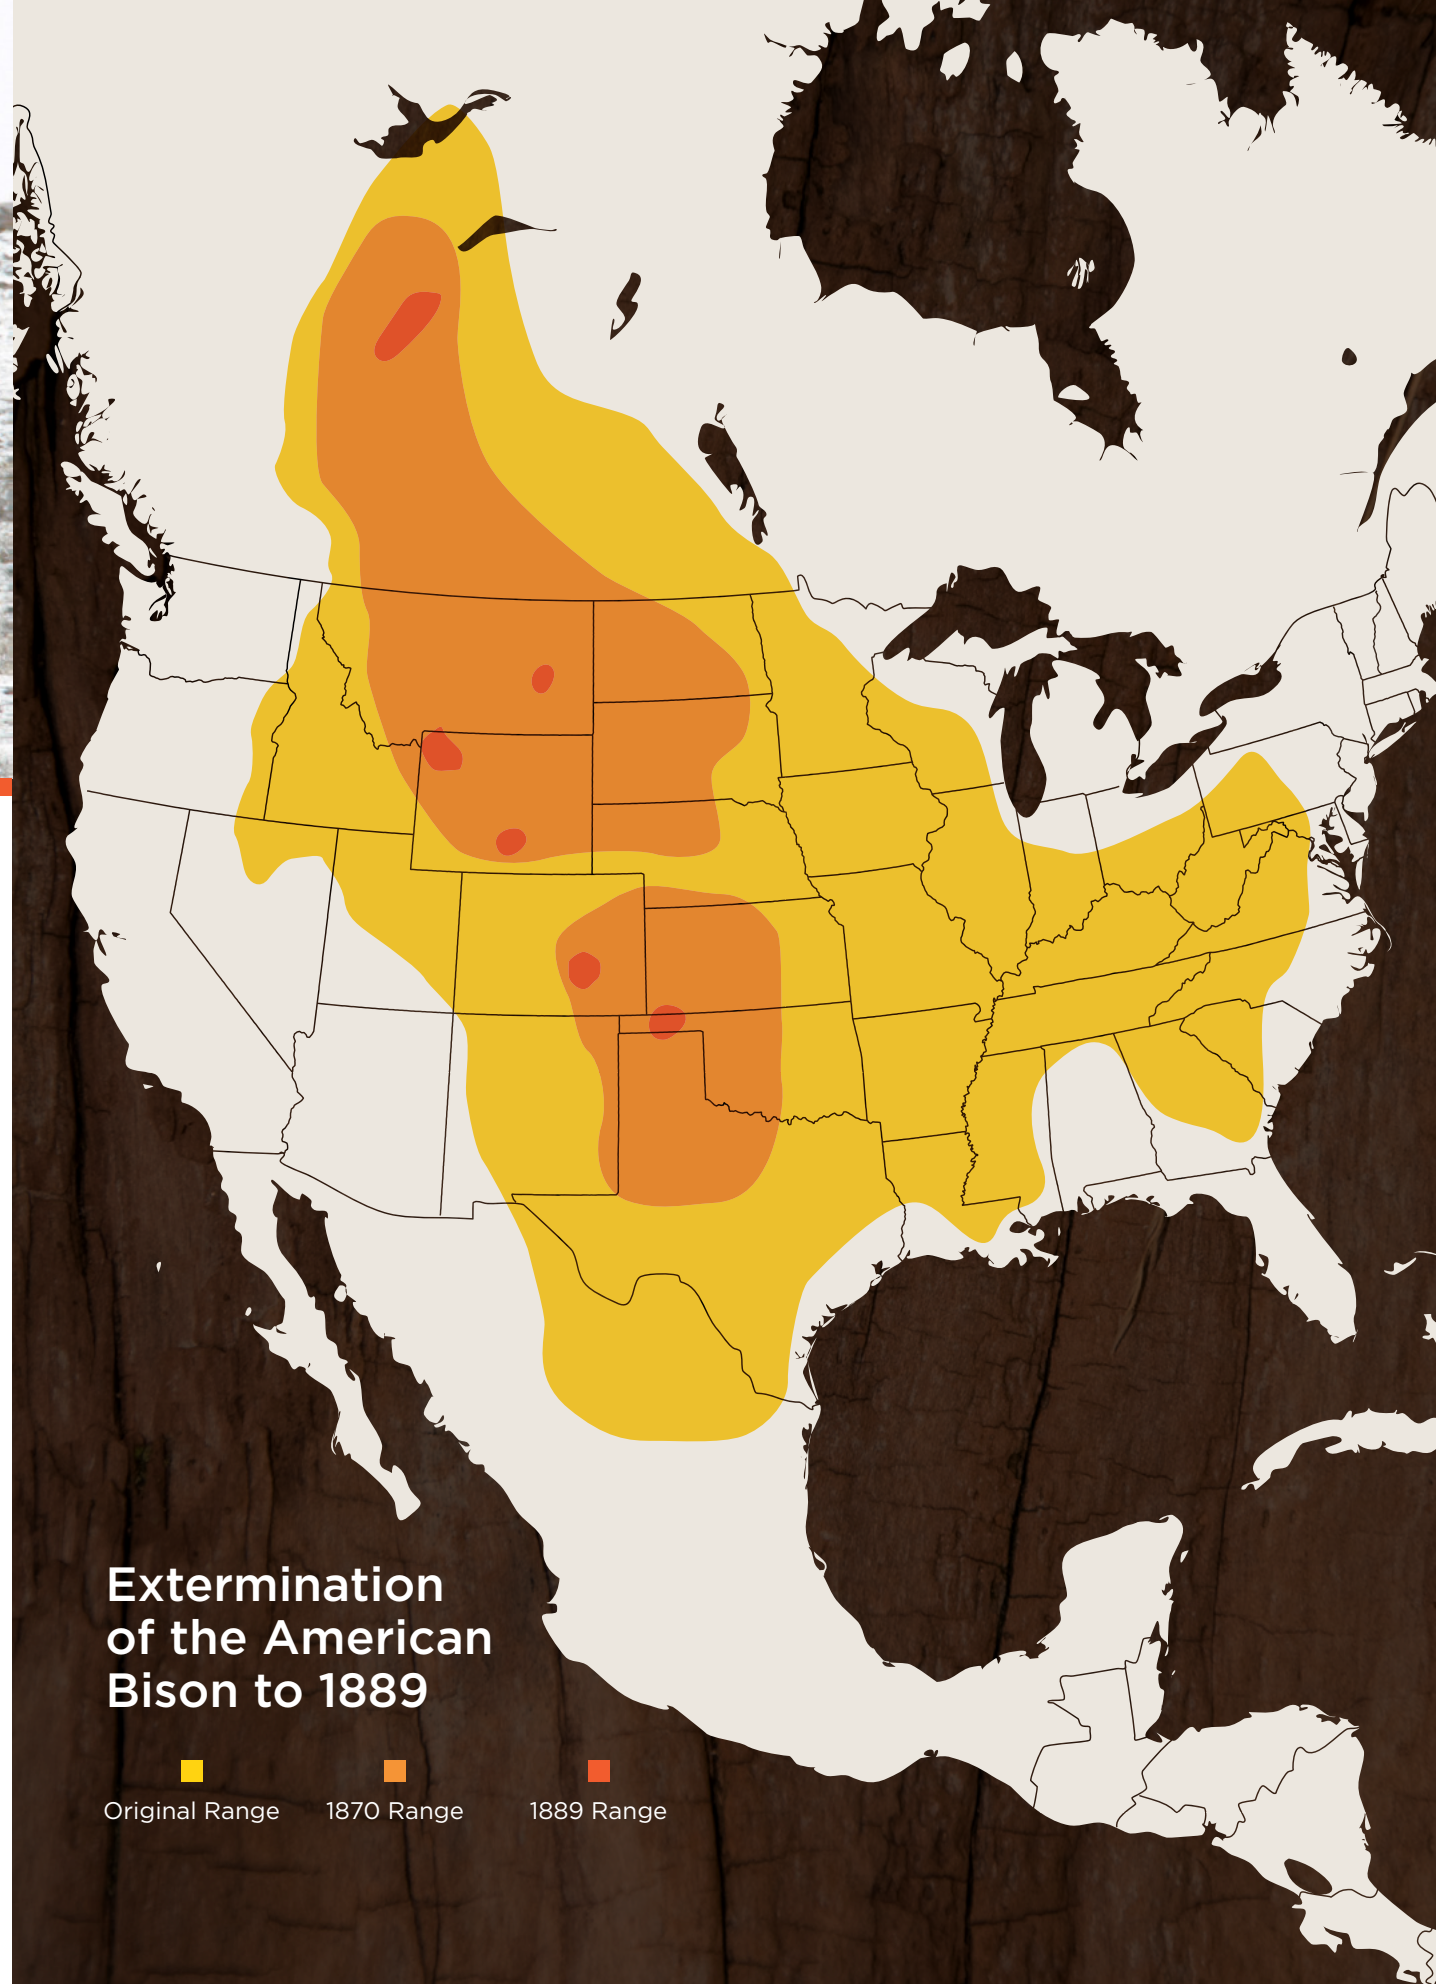 Extermination
of the American
Bison to 1889
Original Range
1870 Range
1889 Range